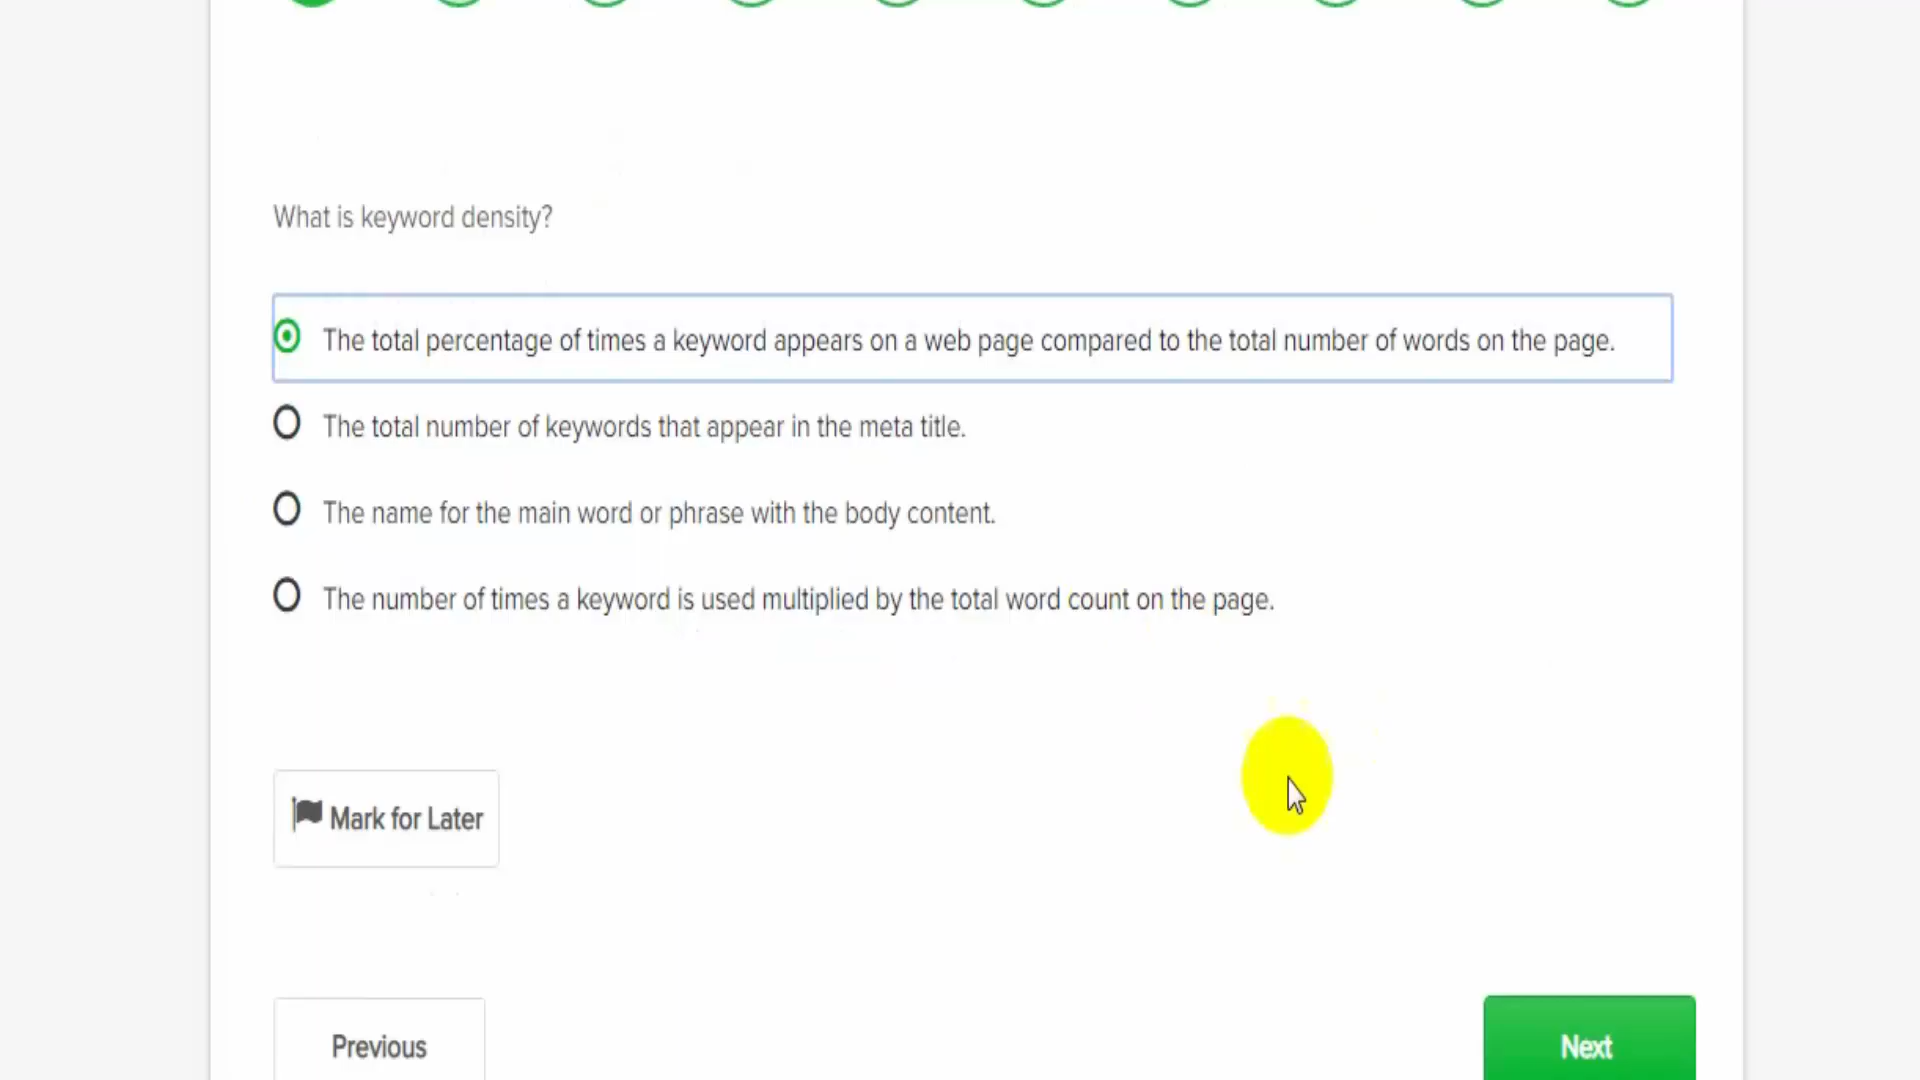 What is keyword density?
The total percentage of times a keyword appears on a web page compared to the total number of words on the page.
The total number of keywords that appear in the meta title.
The name for the main word or phrase with the body content.
The number of times a keyword is used multiplied by the total word count on the page.
Mark for Later
Previous
Next